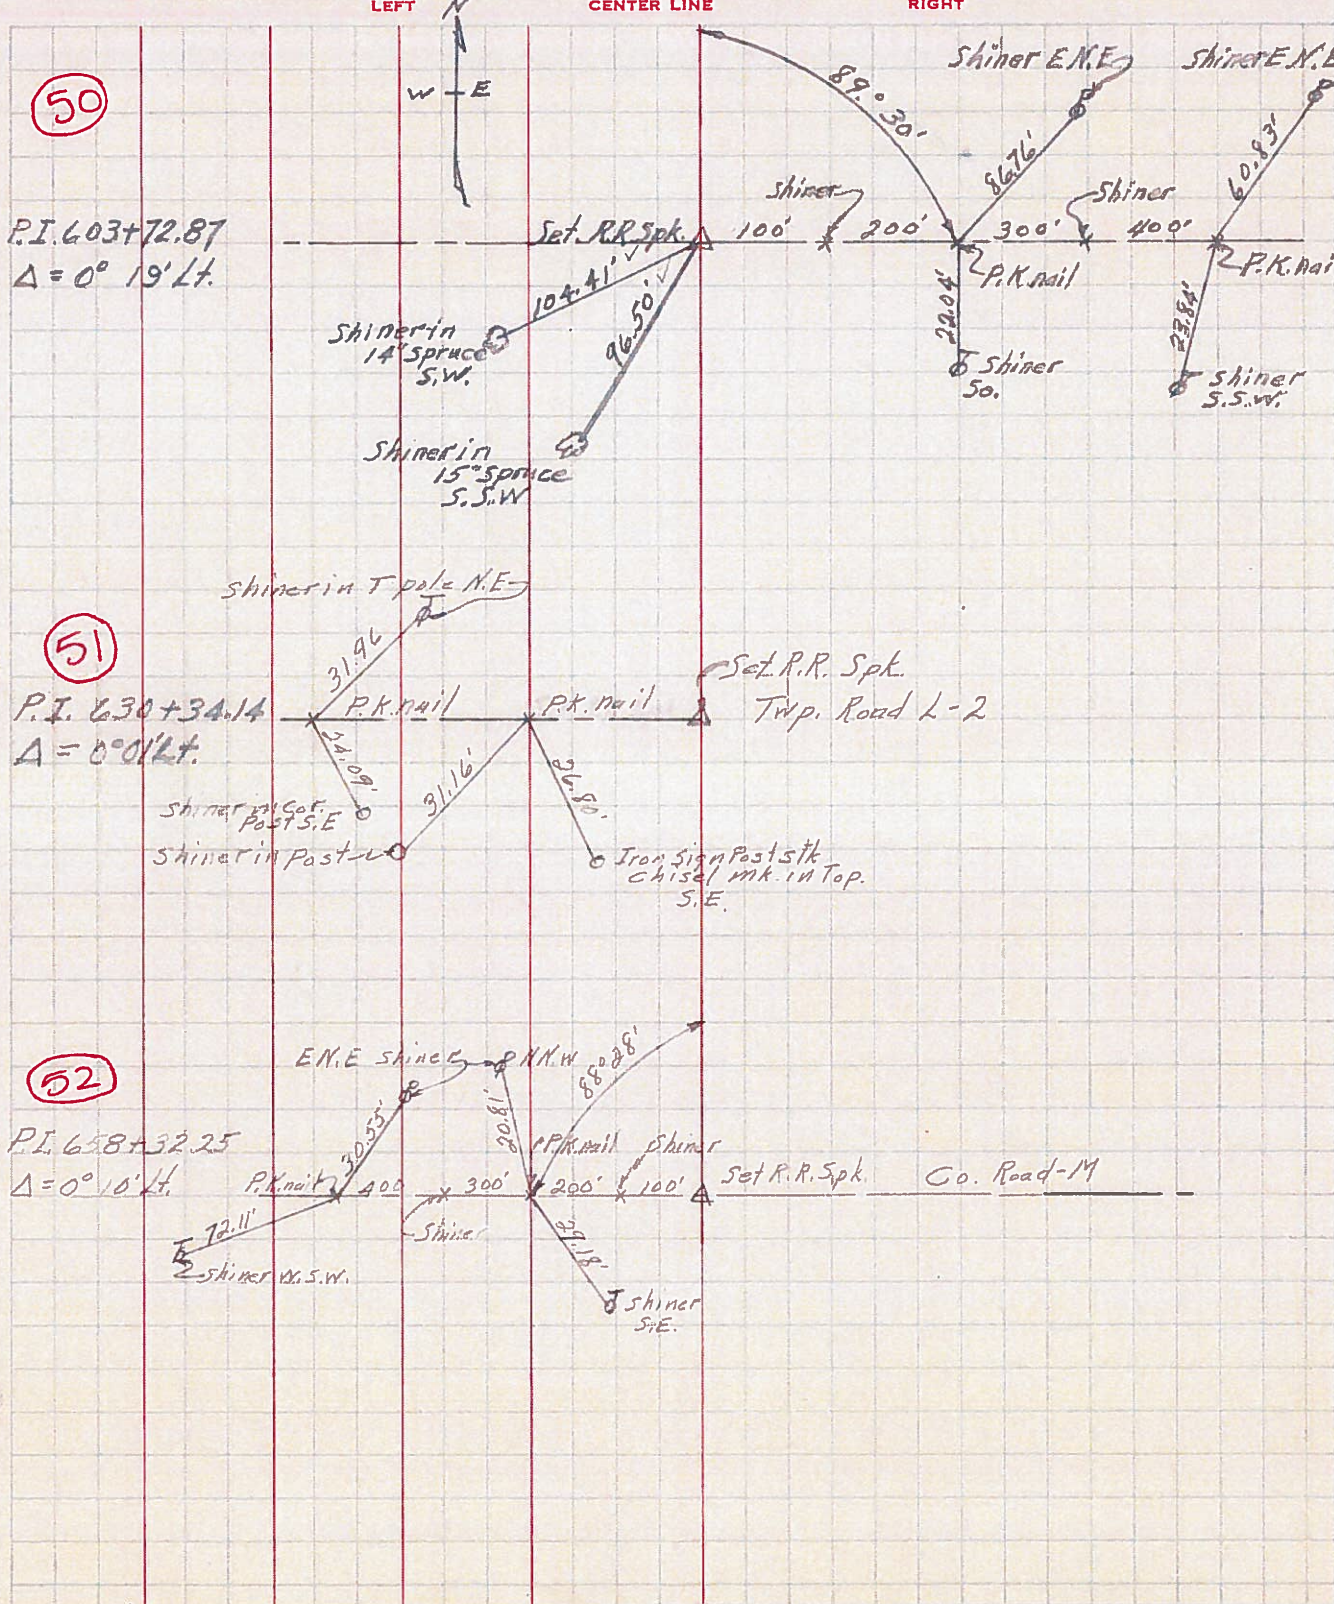 LEFT CENTER LINE RIGHT
N
W E
50
89.° 30'
Shiner E.N.E
Shiner E.N.E
86.76'
60.83'
P.I. 603+72.87
Δ = 0° 19' Lt.
Set. R.R. Spk.
100'
shiner
200'
300'
Shiner
400'
P.K. nail
P.K. nai
104.41' ✓
96.50' ✓
22.04'
23.84'
Shiner in
14" Spruce
S.W.
Shiner
So.
Shiner
S.S.W.
Shiner in
15" Spruce
S.S.W
Shiner in T pole N.E
51
31.96
Set R.R. Spk.
P.I. 630+34.14
P.K. nail
P.K. nail
Twp. Road L-2
Δ = 0° 01' Lt.
24.09'
31.16'
26.80'
Shiner in Cor.
Post S.E
Shiner in Post
Iron Sign Post stk
chisel mk. in Top.
S.E.
52
E.N.E shiner
N.N.W
88° 28'
30.55'
20.81'
P.I. 658+32.25
Δ = 0° 10' Lt.
P.K. nail
P.K. nail
Shiner
400
300'
200'
100'
Set R.R. Spk.
Co. Road-M
72.11'
Shiner
29.18'
Shiner W.S.W.
Shiner
S.E.